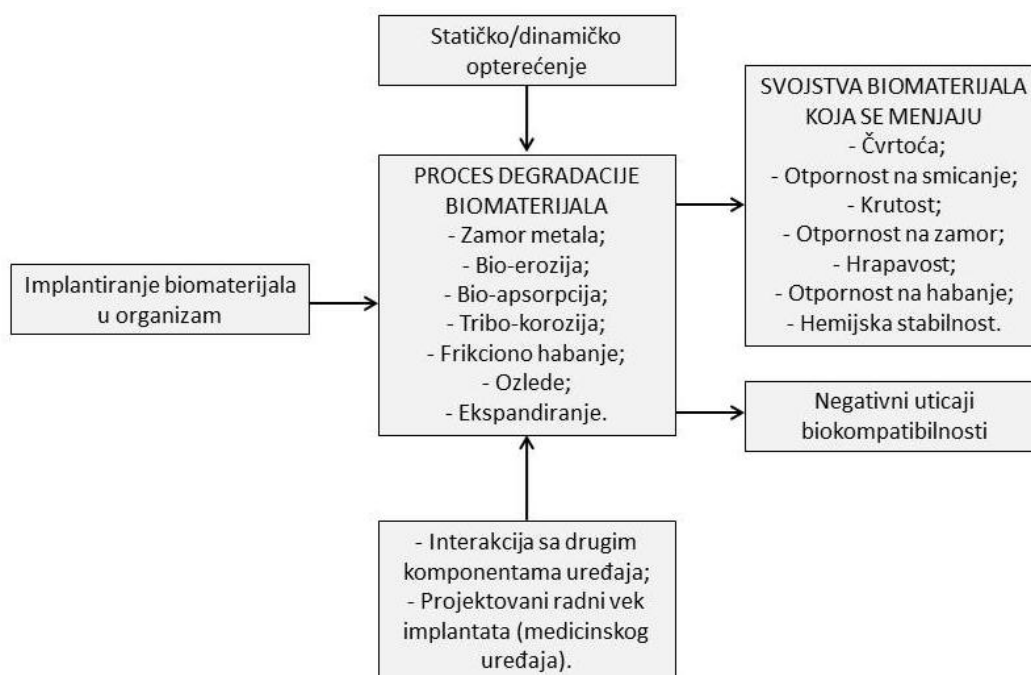 Statičko/dinamičko
opterećenje
SVOJSTVA BIOMATERIJALA
KOJA SE MENJAJU
- Čvrtoća;
- Otpornost na smicanje;
- Krutost;
- Otpornost na zamor;
- Hrapavost;
- Otpornost na habanje;
- Hemijska stabilnost.
PROCES DEGRADACIJE
BIOMATERIJALA
- Zamor metala;
- Bio-erozija;
- Bio-apsorpcija;
- Tribo-korozija;
- Frikciono habanje;
- Ozlede;
- Ekspandiranje.
Implantiranje biomaterijala
u organizam
Negativni uticaji
biokompatibilnosti
- Interakcija sa drugim
komponentama uređaja;
- Projektovani radni vek
implantata (medicinskog
uređaja).